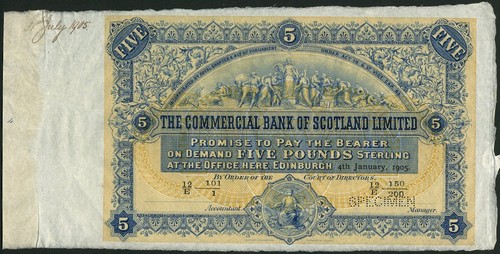 July 1905
5
FIVE
FIVE
THE COMMERCIAL BANK OF SCOTLAND LIMITED
5
5
PROMISE TO PAY THE BEARER
ON DEMAND FIVE POUNDS STERLING
AT THE OFFICE HERE, EDINBURGH 4th January, 1905
BY ORDER OF THE COURT OF DIRECTORS.
12 101 12 150
E 1 E 200
SPECIMEN
Accountant. Manager.
5
5